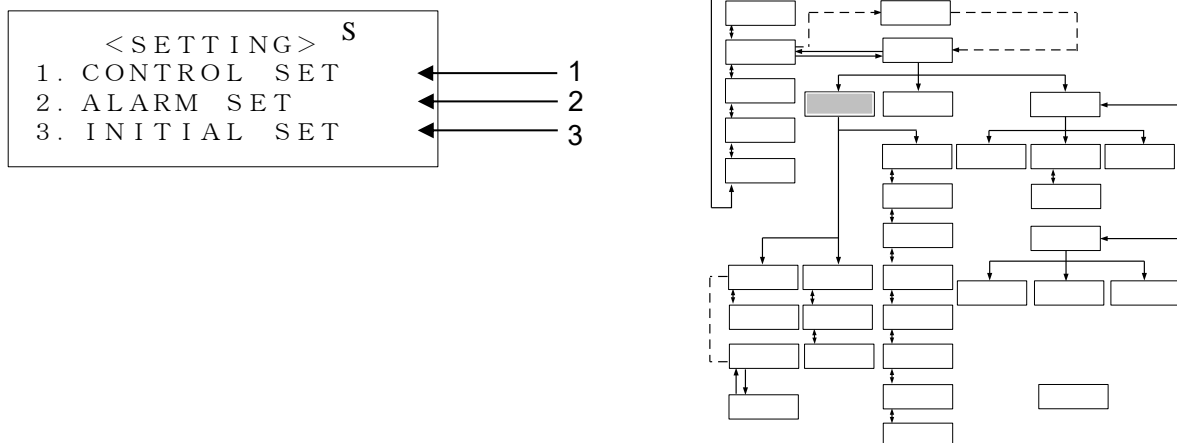 <SETTING> S
1. CONTROL SET 1
2. ALARM SET 2
3. INITIAL SET 3